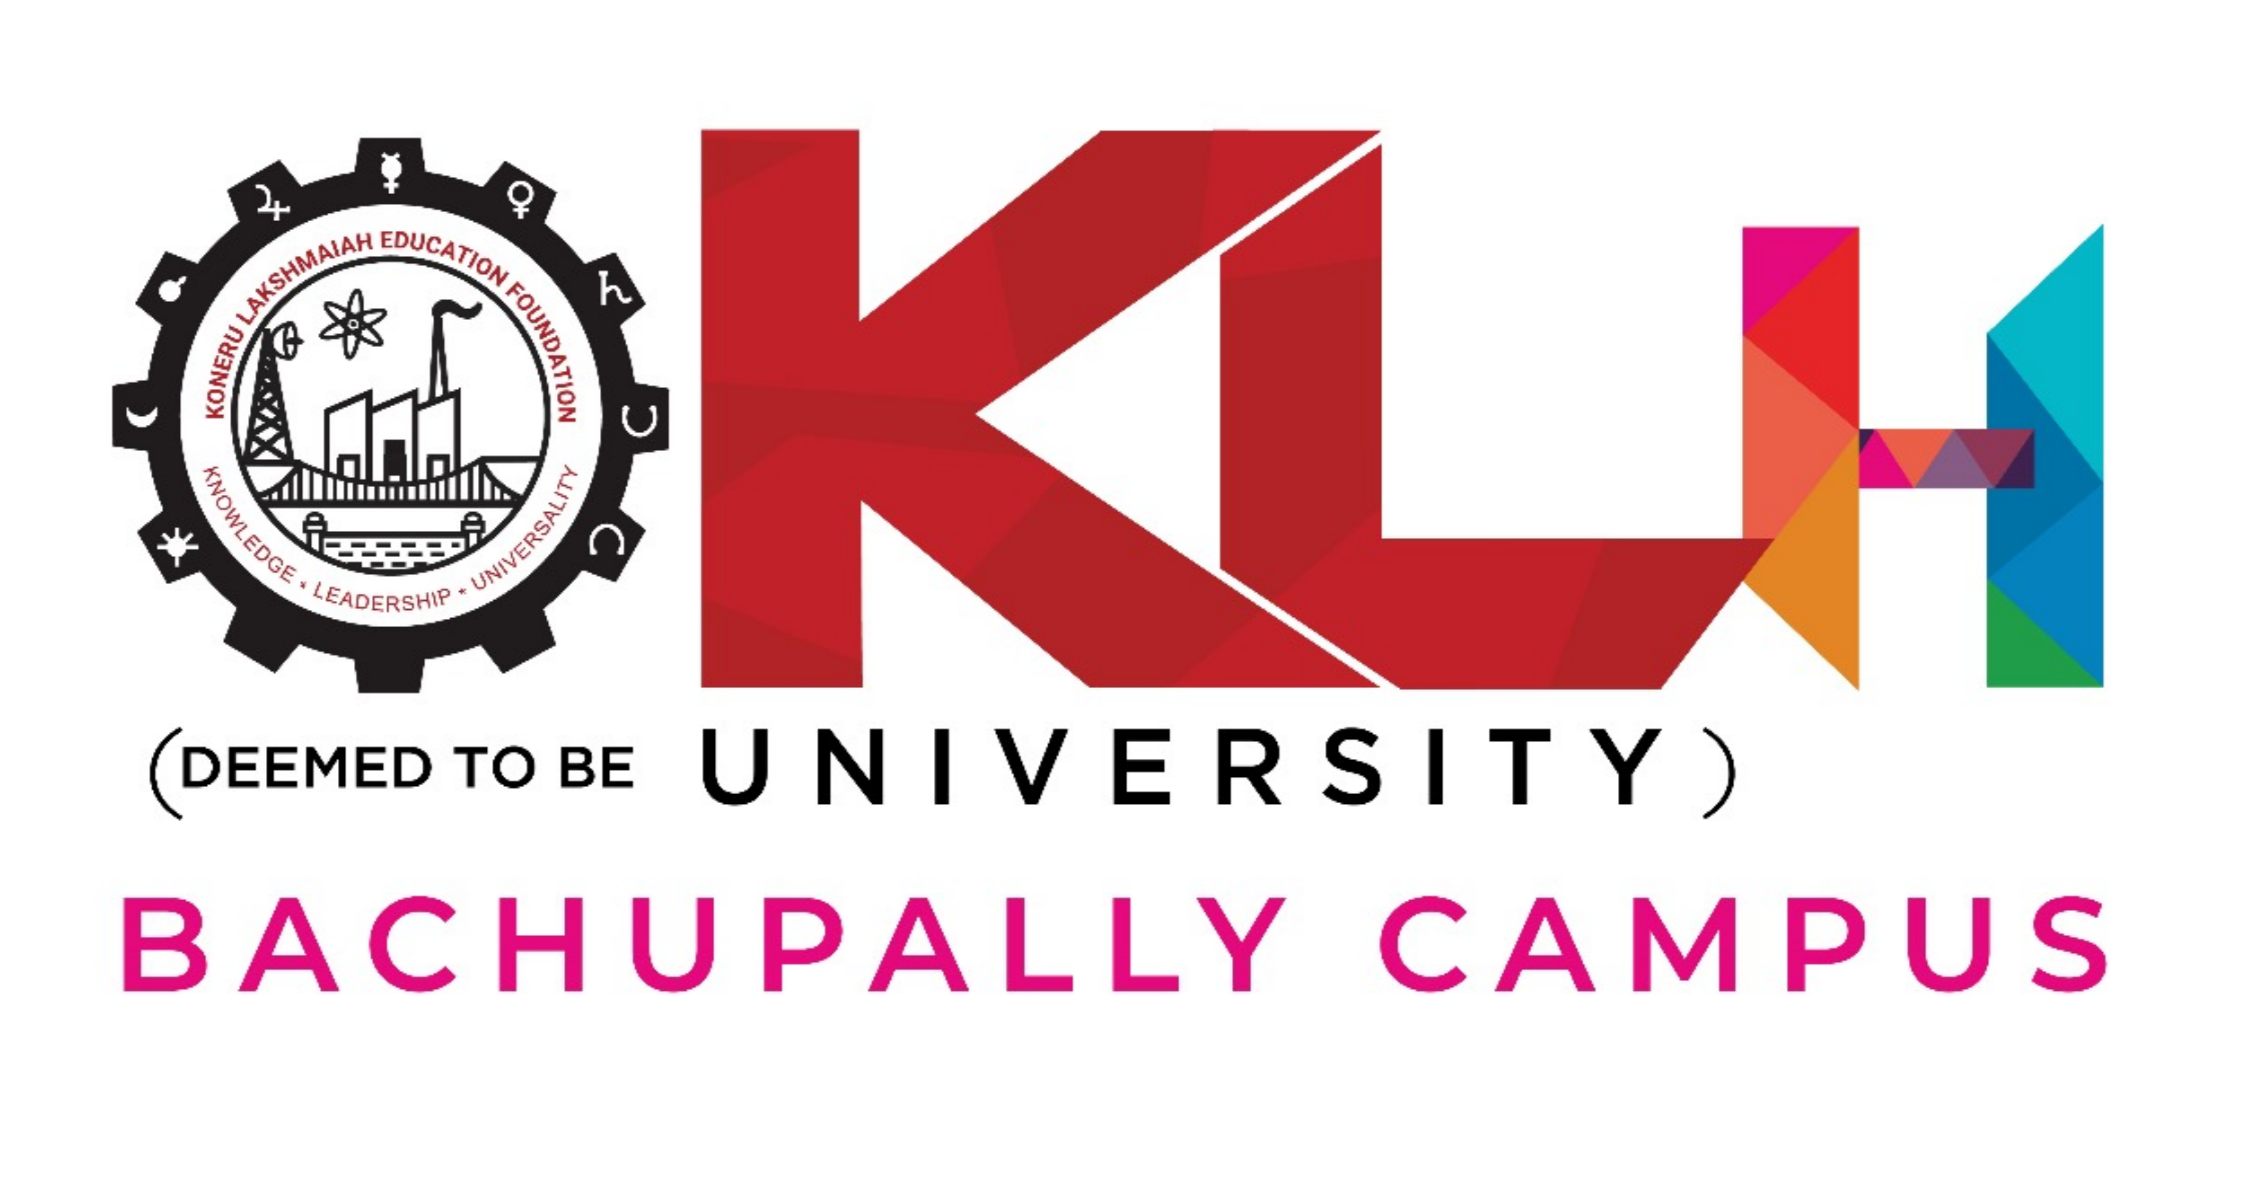 KONERU LAKSHMAIAH EDUCATION FOUNDATION
KNOWLEDGE * LEADERSHIP * UNIVERSALITY
KLH
(DEEMED TO BE UNIVERSITY)
BACHUPALLY CAMPUS